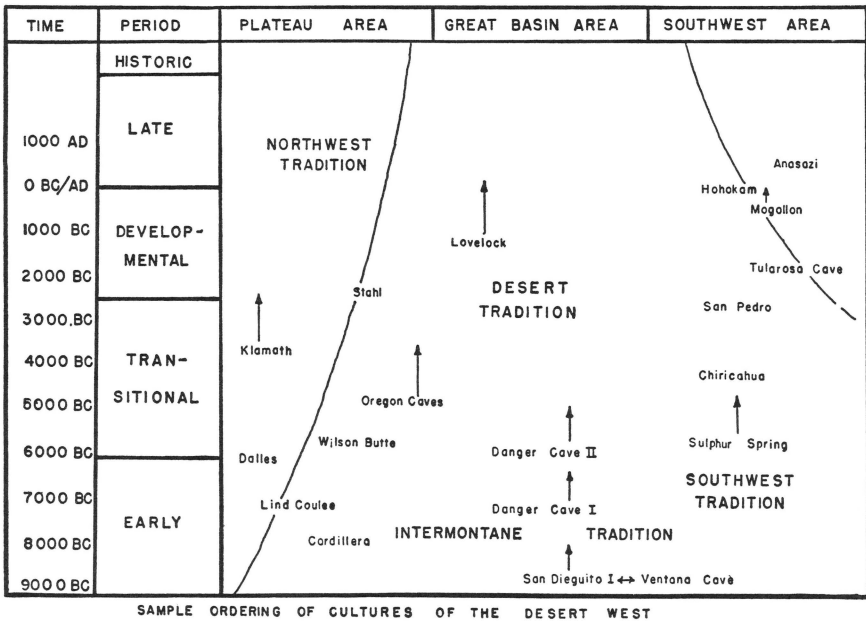 TIME PERIOD PLATEAU AREA GREAT BASIN AREA SOUTHWEST AREA
HISTORIC
LATE
1000 AD
NORTHWEST
TRADITION
Anasazi
0 BC/AD
Hohokam
Mogollon
1000 BC
DEVELOP-
MENTAL
Lovelock
2000 BC
Tularosa Cave
Stahl
DESERT
TRADITION
San Pedro
3000 BC
Klamath
4000 BC
TRAN-
SITIONAL
Chiricahua
5000 BC
Oregon Caves
Wilson Butte
Sulphur Spring
6000 BC
Dalles
Danger Cave II
SOUTHWEST
TRADITION
7000 BC
Lind Coulee
Danger Cave I
EARLY
INTERMONTANE TRADITION
8000 BC
Cordillera
9000 BC
San Dieguito I ↔ Ventana Cavè
SAMPLE ORDERING OF CULTURES OF THE DESERT WEST